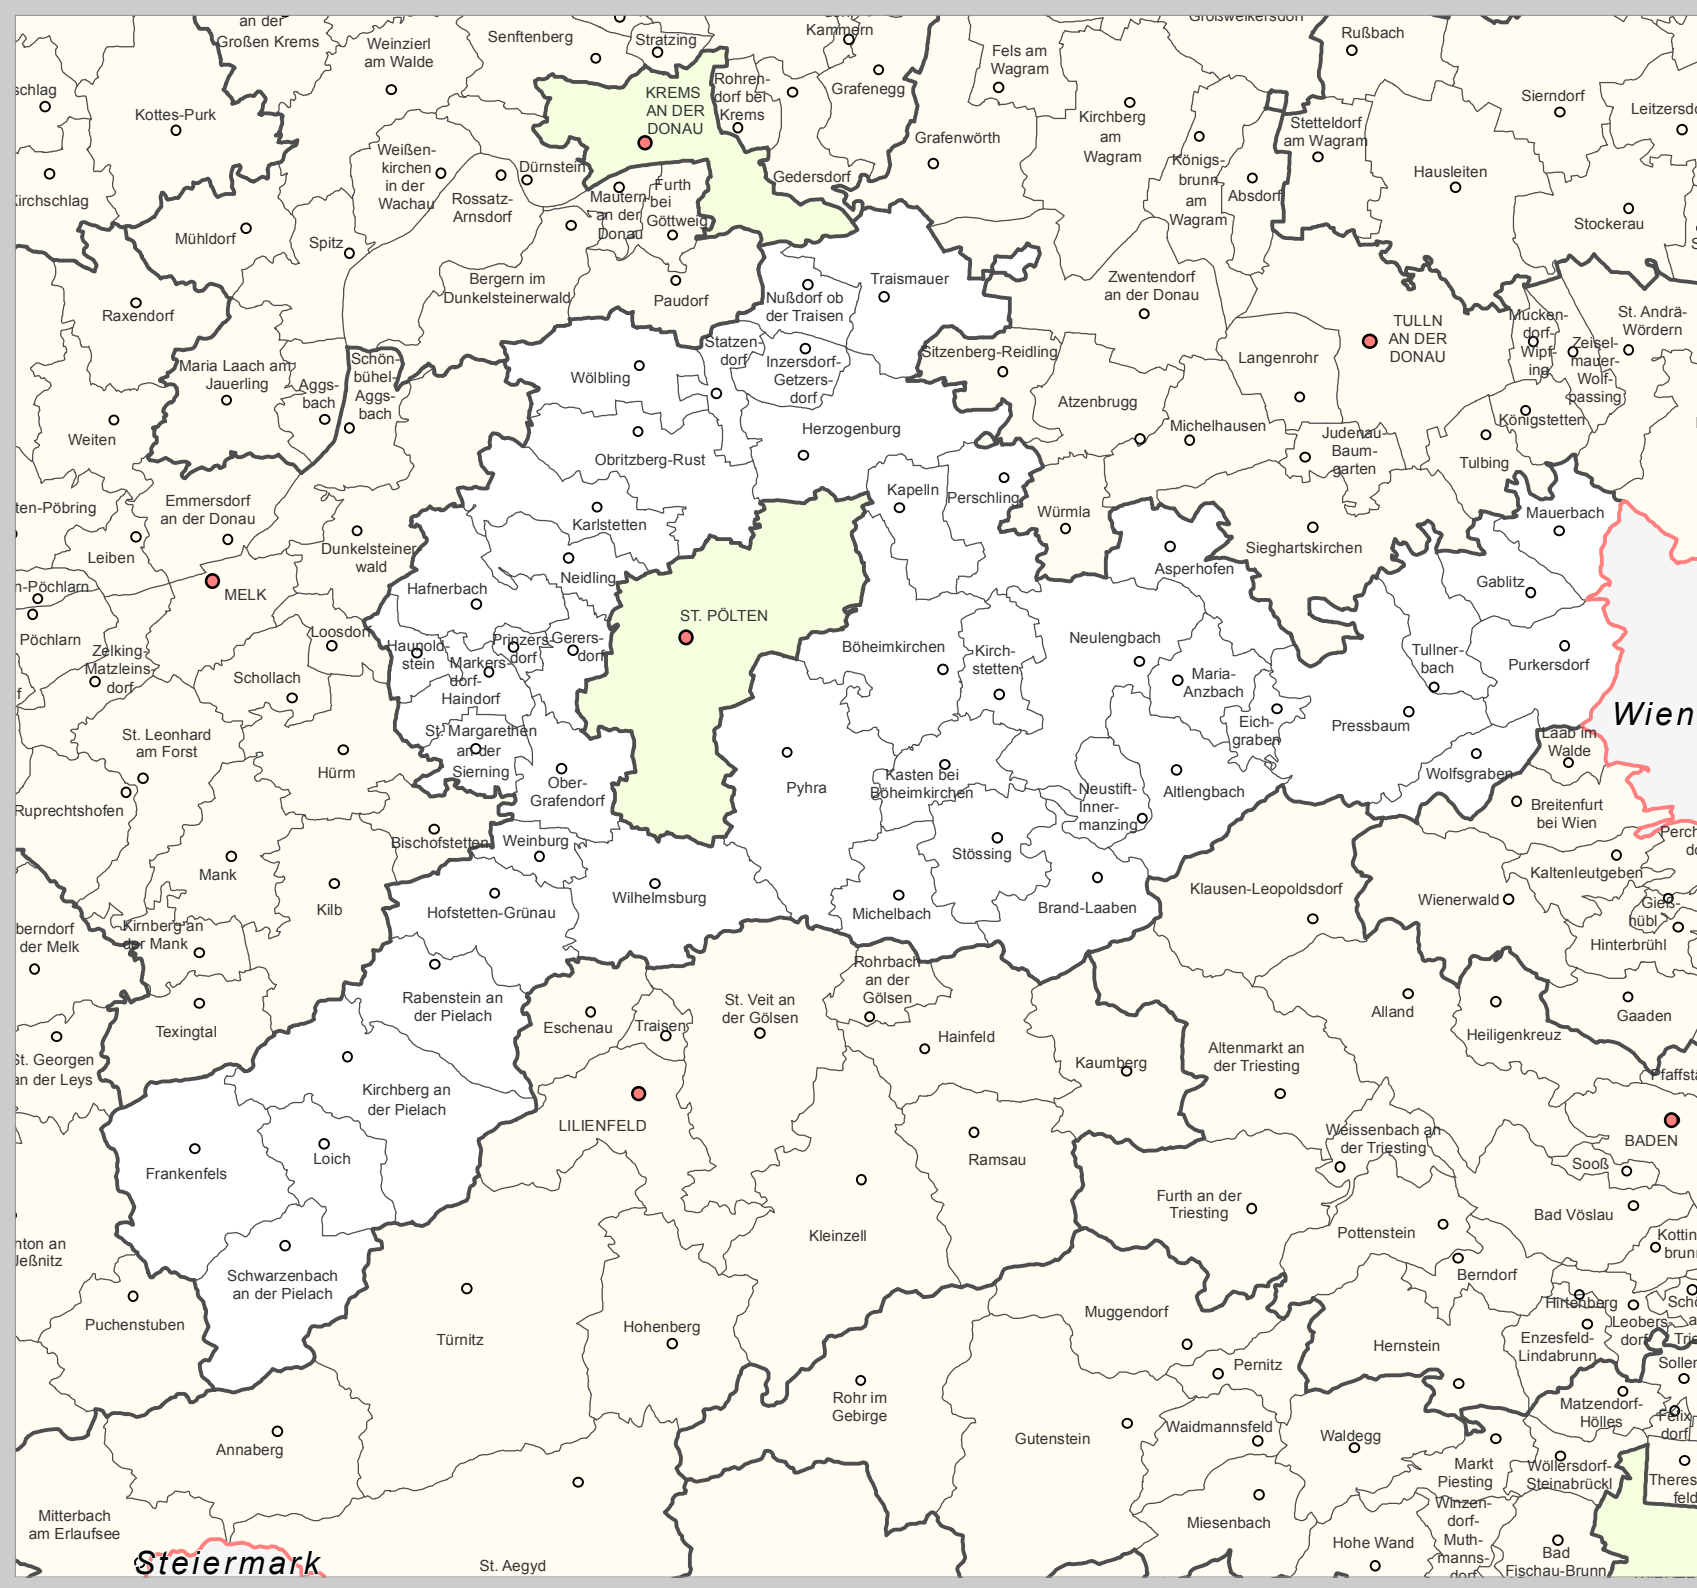 an der
Großen Krems
Weinzierl
am Walde
Senftenberg
Stratzing
Kammern
Großweikersdorf
Rußbach
Fels am
Wagram
Grafenegg
Rohren-
dorf bei
Krems
KREMS
AN DER
DONAU
Kottes-Purk
Kirchberg
am
Wagram
Sierndorf
Stetteldorf
am Wagram
Grafenwörth
Weißen-
kirchen
in der
Wachau
Dürnstein
Gedersdorf
Königs-
brunn
am
Wagram
Absdorf
Hausleiten
Rossatz-
Arnsdorf
Mautern
an der
Donau
Furth
bei
Göttweig
Stockerau
Mühldorf
Spitz
Bergern im
Dunkelsteinerwald
Paudorf
Nußdorf ob
der Traisen
Traismauer
Zwentendorf
an der Donau
Raxendorf
TULLN
AN DER
DONAU
Mucken-
dorf-
Wipf-
ing
Zeisel-
mauer-
Wolf-
passing
St. Andrä-
Wördern
Maria Laach am
Jauerling
Aggs-
bach
Schön-
bühel-
Aggs-
bach
Wölbling
Statzen-
dorf
Inzersdorf-
Getzers-
dorf
Sitzenberg-Reidling
Langenrohr
Atzenbrugg
Michelhausen
Königstetten
Weiten
Herzogenburg
Judenau-
Baum-
garten
Tulbing
Obritzberg-Rust
Kapelln
Perschling
Würmla
Mauerbach
Emmersdorf
an der Donau
Karlstetten
Leiben
Dunkelsteiner
wald
Neidling
Asperhofen
Sieghartskirchen
Gablitz
MELK
Hafnerbach
ST. PÖLTEN
Pöchlarn
Loosdorf
Zelking-
Matzleins-
dorf
Haunold-
stein
Prinzers-
dorf
Gerers-
dorf
Markers-
dorf-
Haindorf
Böheimkirchen
Kirch-
stetten
Neulengbach
Maria-
Anzbach
Tullner-
bach
Purkersdorf
Schollach
St. Leonhard
am Forst
St. Margarethen
an der
Sierning
Eich-
graben
Pressbaum
Wien
Laab im
Walde
Hürm
Ober-
Grafendorf
Pyhra
Kasten bei
Böheimkirchen
Neustift-
Inner-
manzing
Altlengbach
Wolfsgraben
Ruprechtshofen
Breitenfurt
bei Wien
Bischofstetten
Weinburg
Stössing
Mank
Kilb
Hofstetten-Grünau
Wilhelmsburg
Michelbach
Brand-Laaben
Klausen-Leopoldsdorf
Wienerwald
Kaltenleutgeben
Gieß-
hübl
Hinterbrühl
Kirnberg an
der Mank
der Melk
Texingtal
Rabenstein an
der Pielach
Eschenau
Traisen
St. Veit an
der Gölsen
Rohrbach
an der
Gölsen
Hainfeld
Alland
Heiligenkreuz
Gaaden
St. Georgen
an der Leys
Kirchberg an
der Pielach
LILIENFELD
Kaumberg
Altenmarkt an
der Triesting
Weissenbach an
der Triesting
BADEN
Frankenfels
Loich
Ramsau
Sooß
Furth an der
Triesting
Bad Vöslau
Pottenstein
Kleinzell
Schwarzenbach
an der Pielach
Berndorf
Hirtenberg
Leobers-
dorf
Puchenstuben
Türnitz
Hohenberg
Muggendorf
Hernstein
Enzesfeld-
Lindabrunn
Pernitz
Rohr im
Gebirge
Matzendorf-
Hölles
Annaberg
Gutenstein
Waidmannsfeld
Waldegg
Markt
Piesting
Wöllersdorf-
Steinabrückl
Mitterbach
am Erlaufsee
Miesenbach
Winzen-
dorf-
Muth-
manns-
dorf
Hohe Wand
Bad
Fischau-Brunn
Steiermark
St. Aegyd